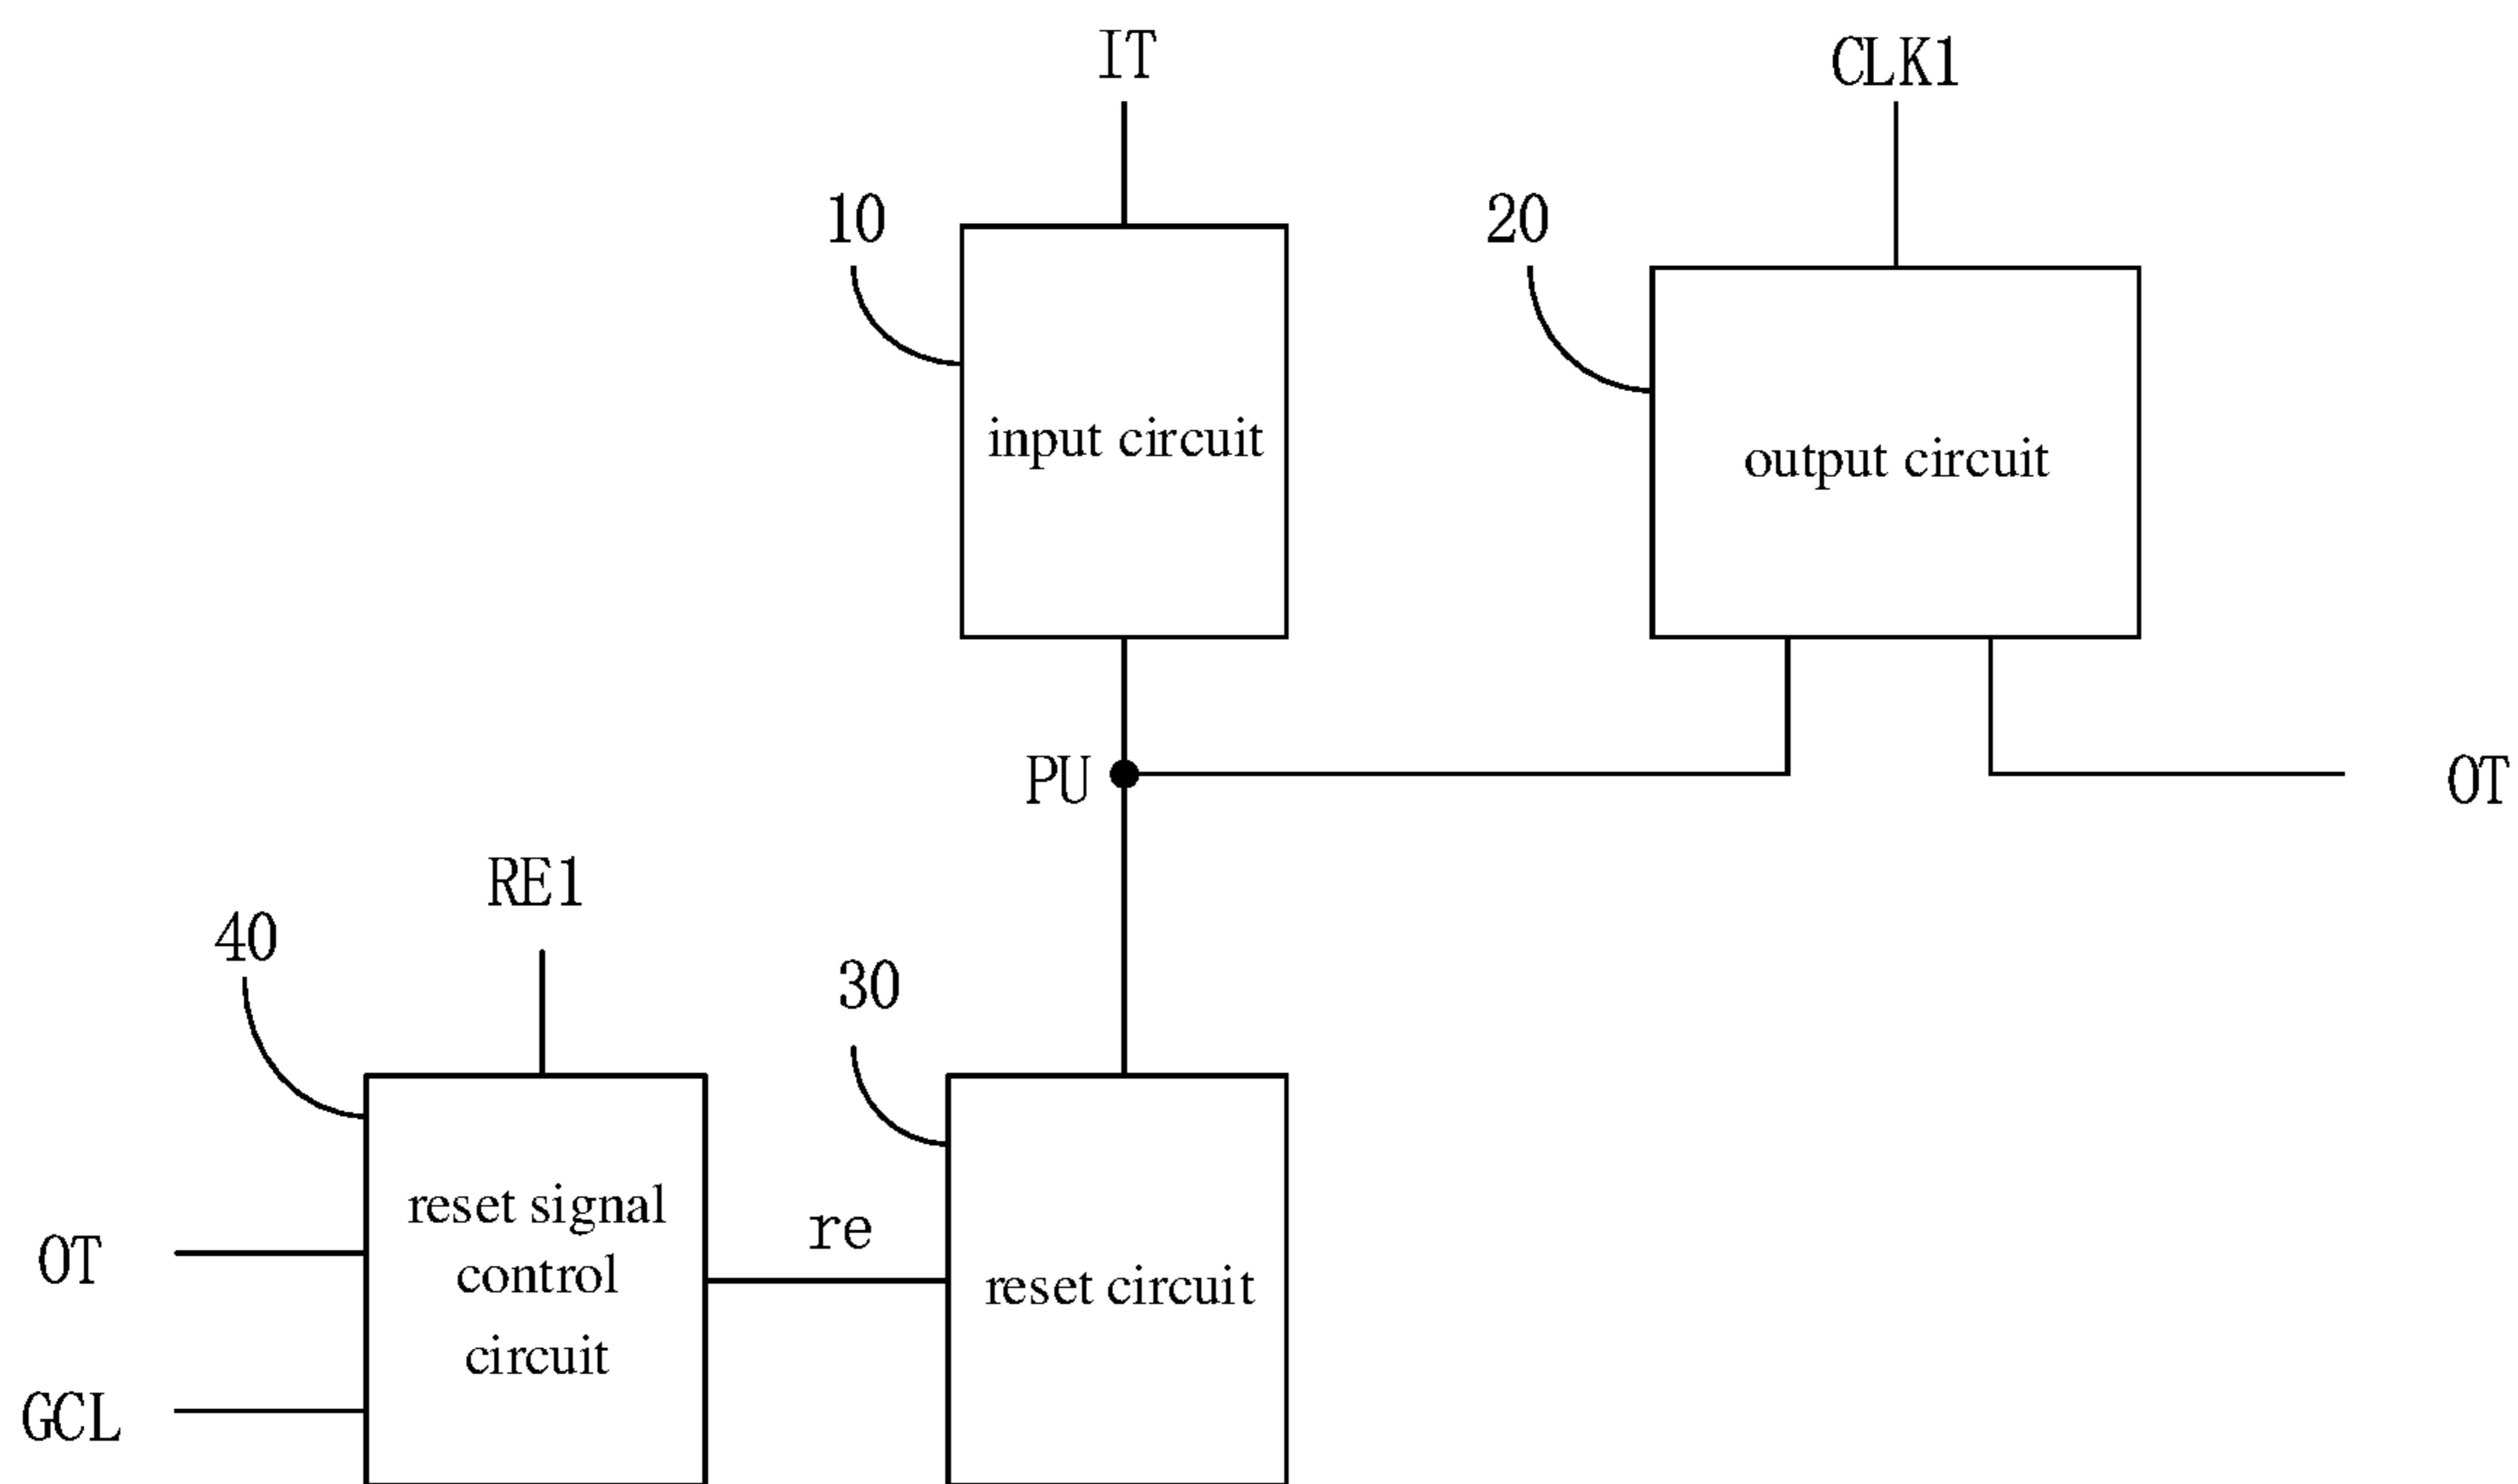 IT
CLK1
10
20
input circuit
output circuit
PU
OT
RE1
40
30
reset signal
control
circuit
re
reset circuit
OT
GCL